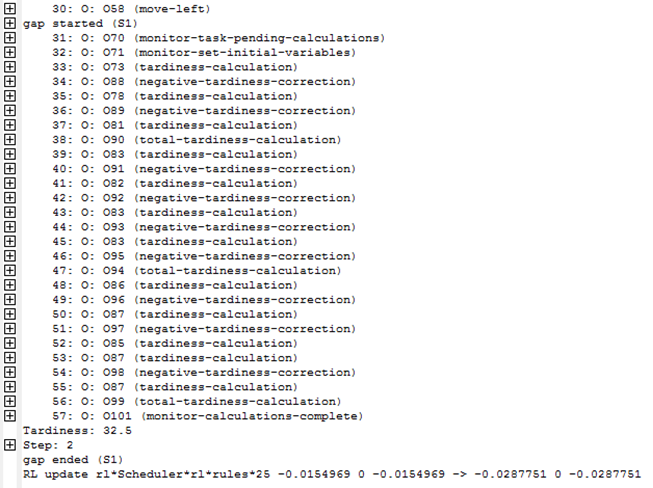 30: O: O58 (move-left)
gap started (S1)
31: O: O70 (monitor-task-pending-calculations)
32: O: O71 (monitor-set-initial-variables)
33: O: O73 (tardiness-calculation)
34: O: O88 (negative-tardiness-correction)
35: O: O78 (tardiness-calculation)
36: O: O89 (negative-tardiness-correction)
37: O: O81 (tardiness-calculation)
38: O: O90 (total-tardiness-calculation)
39: O: O83 (tardiness-calculation)
40: O: O91 (negative-tardiness-correction)
41: O: O82 (tardiness-calculation)
42: O: O92 (negative-tardiness-correction)
43: O: O83 (tardiness-calculation)
44: O: O93 (negative-tardiness-correction)
45: O: O83 (tardiness-calculation)
46: O: O95 (negative-tardiness-correction)
47: O: O94 (total-tardiness-calculation)
48: O: O86 (tardiness-calculation)
49: O: O96 (negative-tardiness-correction)
50: O: O87 (tardiness-calculation)
51: O: O97 (negative-tardiness-correction)
52: O: O85 (tardiness-calculation)
53: O: O87 (tardiness-calculation)
54: O: O98 (negative-tardiness-correction)
55: O: O87 (tardiness-calculation)
56: O: O99 (total-tardiness-calculation)
57: O: O101 (monitor-calculations-complete)
Tardiness: 32.5
Step: 2
gap ended (S1)
RL update rl*Scheduler*rl*rules*25 -0.0154969 0 -0.0154969 -> -0.0287751 0 -0.0287751